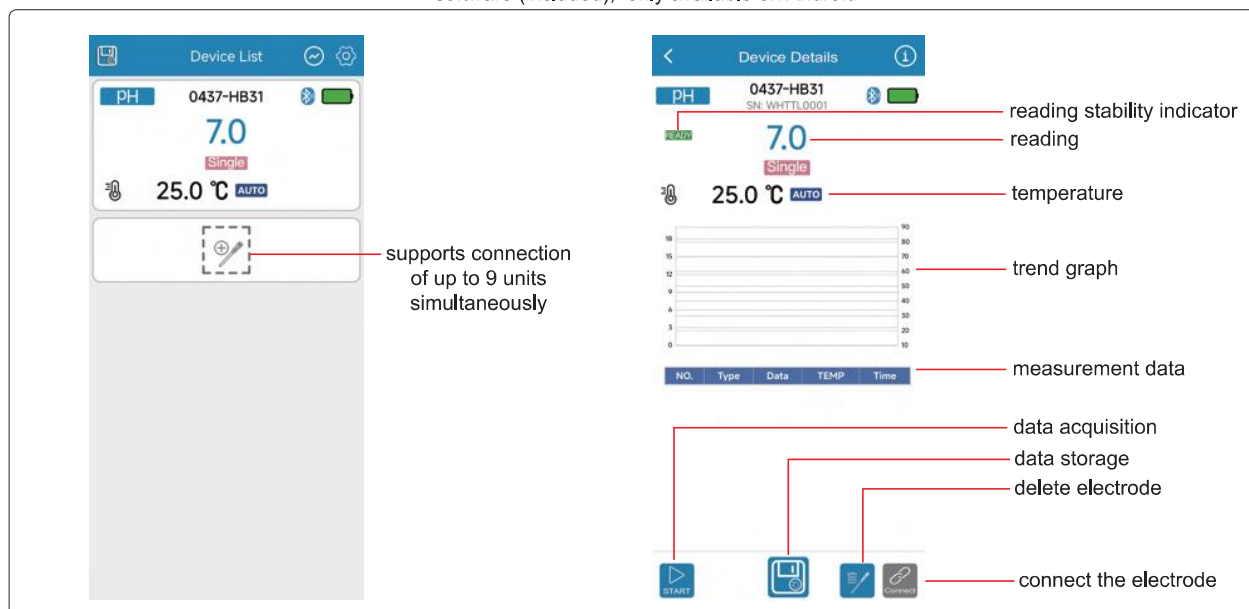 Device List
pH
0437-HB31
7.0
Single
25.0 ℃ AUTO
supports connection
of up to 9 units
simultaneously
Device Details
pH
0437-HB31
SN: WHTTL0001
READY
7.0
Single
25.0 ℃ AUTO
reading stability indicator
reading
temperature
18
15
12
9
6
3
0
90
80
70
60
50
40
30
20
10
trend graph
NO. Type Data TEMP Time
measurement data
data acquisition
data storage
delete electrode
START
Connect
connect the electrode